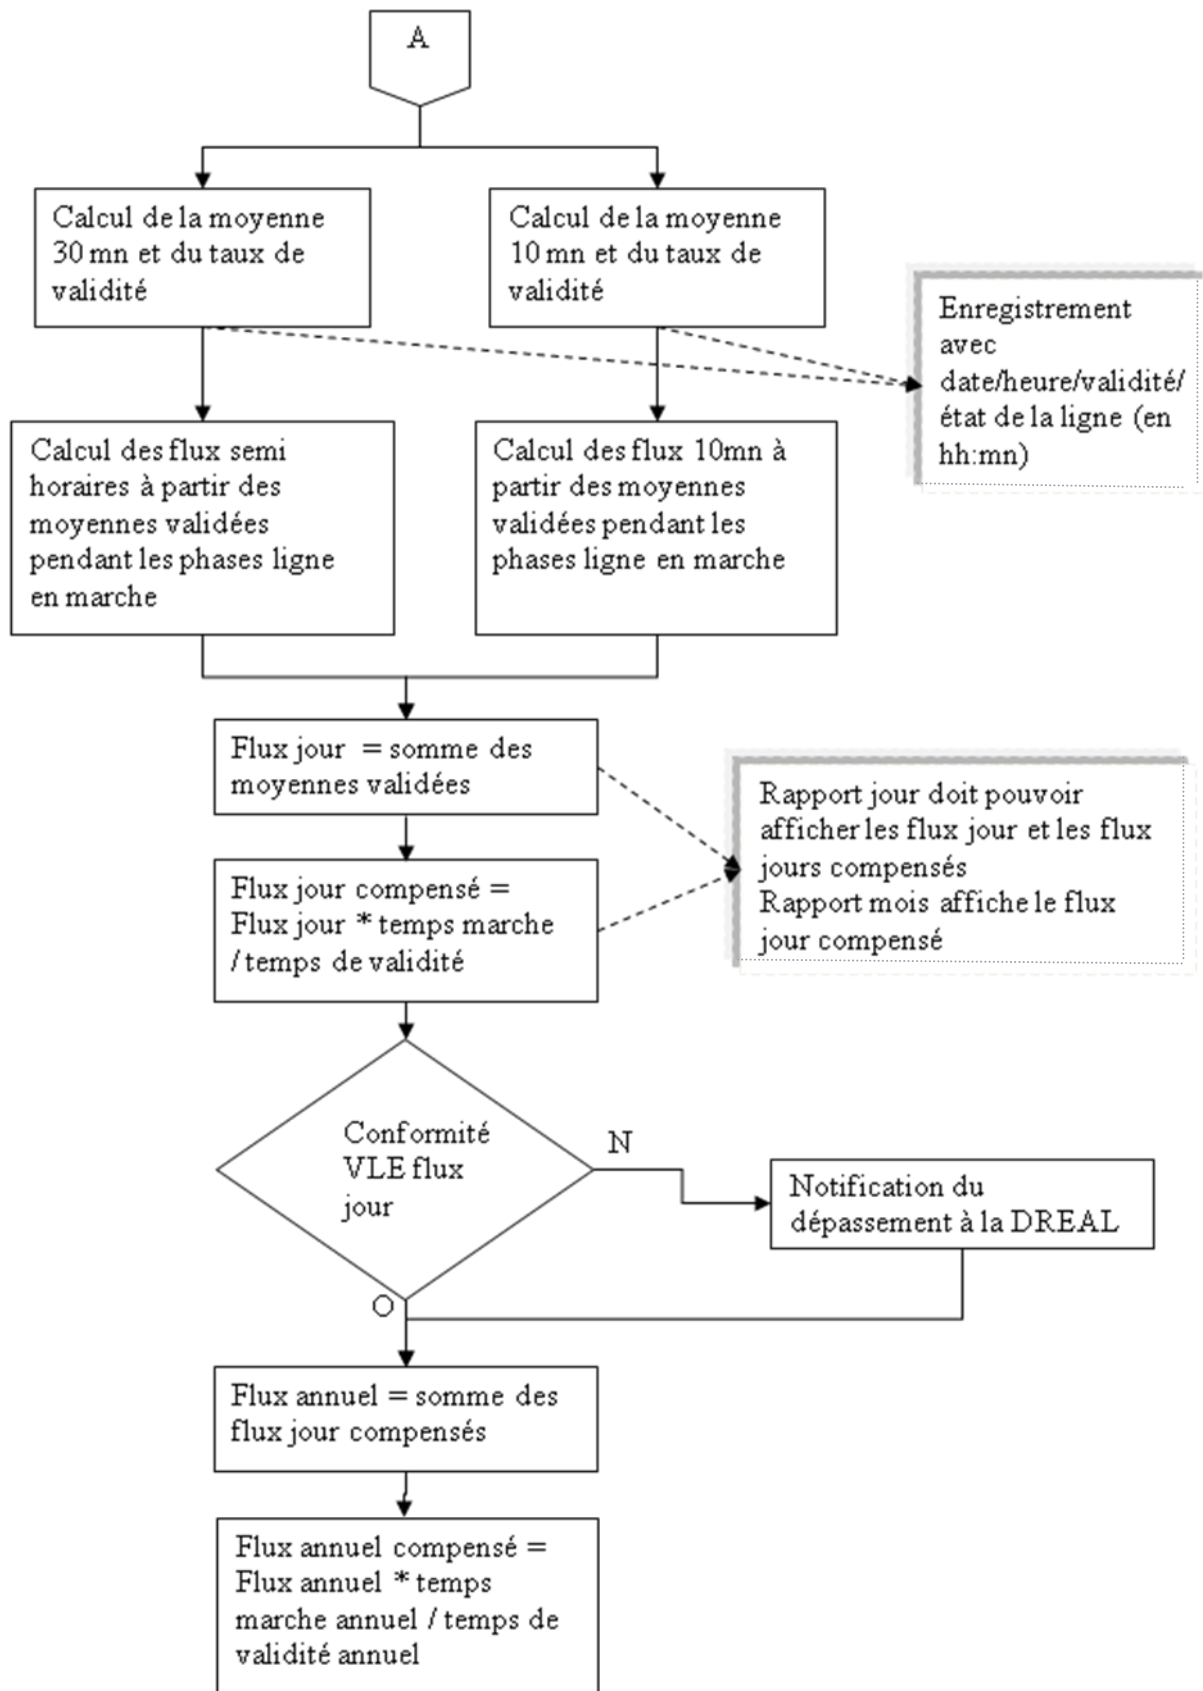 A
Calcul de la moyenne
30 mn et du taux de
validité
Calcul de la moyenne
10 mn et du taux de
validité
Enregistrement
avec
date/heure/validité/
état de la ligne (en
hh:mn)
Calcul des flux semi
horaires à partir des
moyennes validées
pendant les phases ligne
en marche
Calcul des flux 10mn à
partir des moyennes
validées pendant les
phases ligne en marche
Flux jour = somme des
moyennes validées
Rapport jour doit pouvoir
afficher les flux jour et les flux
jours compensés
Rapport mois affiche le flux
jour compensé
Flux jour compensé =
Flux jour * temps marche
/ temps de validité
Conformité
VLE flux
jour
N
Notification du
dépassement à la DREAL
O
Flux annuel = somme des
flux jour compensés
Flux annuel compensé =
Flux annuel * temps
marche annuel / temps de
validité annuel